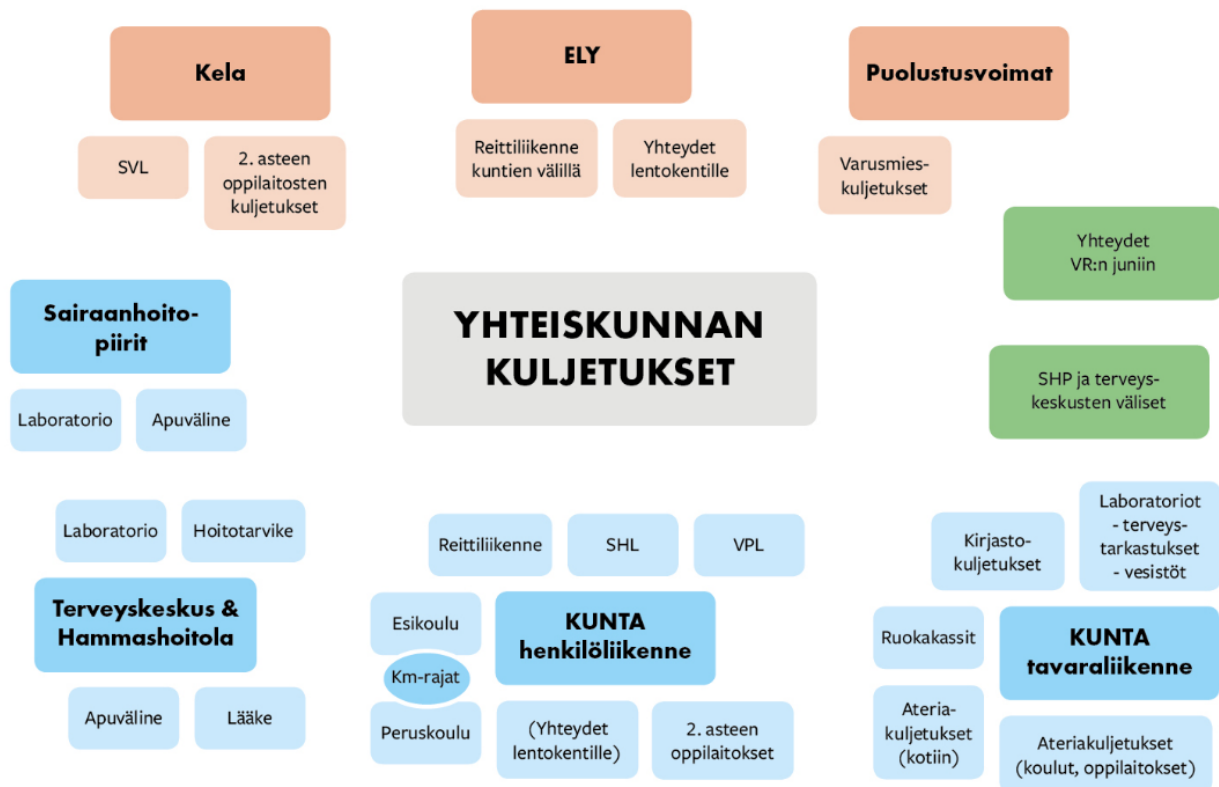 Kela
SVL
2. asteen
oppilaitosten
kuljetukset
ELY
Reittiliikenne
kuntien välillä
Yhteydet
lentokentille
Puolustusvoimat
Varusmies-
kuljetukset
Yhteydet
VR:n juniin
SHP ja terveys-
keskusten väliset
YHTEISKUNNAN
KULJETUKSET
Sairaanhoito-
piirit
Laboratorio
Apuväline
Laboratorio
Hoitotarvike
Terveyskeskus &
Hammashoitola
Apuväline
Lääke
Reittiliikenne
SHL
VPL
Esikoulu
Km-rajat
Peruskoulu
KUNTA
henkilöliikenne
(Yhteydet
lentokentille)
2. asteen
oppilaitokset
Kirjasto-
kuljetukset
Laboratoriot
- terveys-
tarkastukset
- vesistöt
Ruokakassit
KUNTA
tavaraliikenne
Ateria-
kuljetukset
(kotiin)
Ateriakuljetukset
(koulut, oppilaitokset)